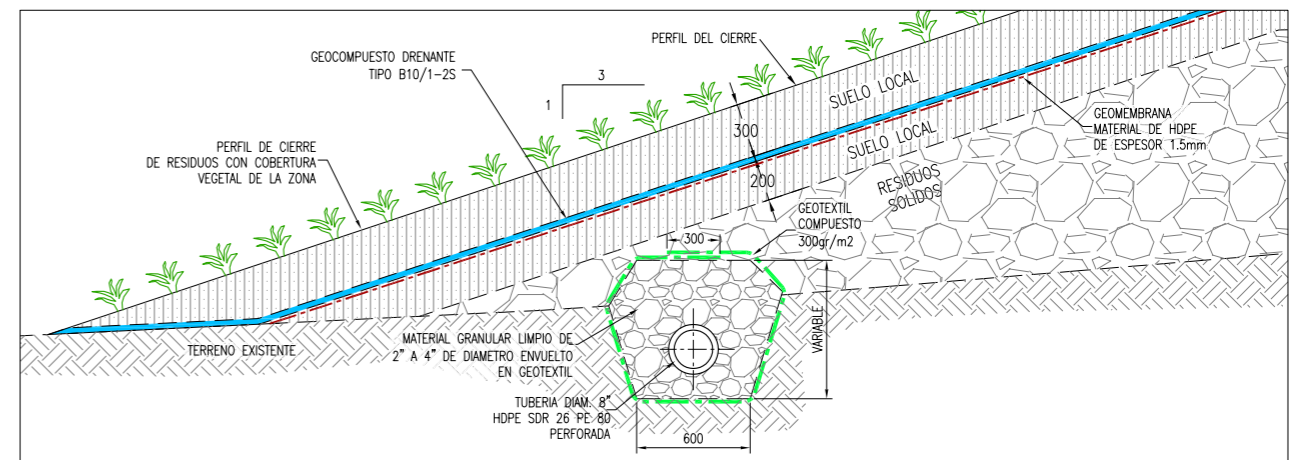 PERFIL DEL CIERRE
GEOCOMPUESTO DRENANTE
TIPO B10/1-2S
3
1
SUELO LOCAL
GEOMEMBRANA
MATERIAL DE HDPE
DE ESPESOR 1.5mm
300
SUELO LOCAL
PERFIL DE CIERRE
DE RESIDUOS CON COBERTURA
VEGETAL DE LA ZONA
200
RESIDUOS
SOLIDOS
GEOTEXTIL
COMPUESTO
300gr/m2
300
MATERIAL GRANULAR LIMPIO DE
2" A 4" DE DIAMETRO ENVUELTO
EN GEOTEXTIL
TERRENO EXISTENTE
VARIABLE
TUBERIA DIAM. 8"
HDPE SDR 26 PE 80
PERFORADA
600